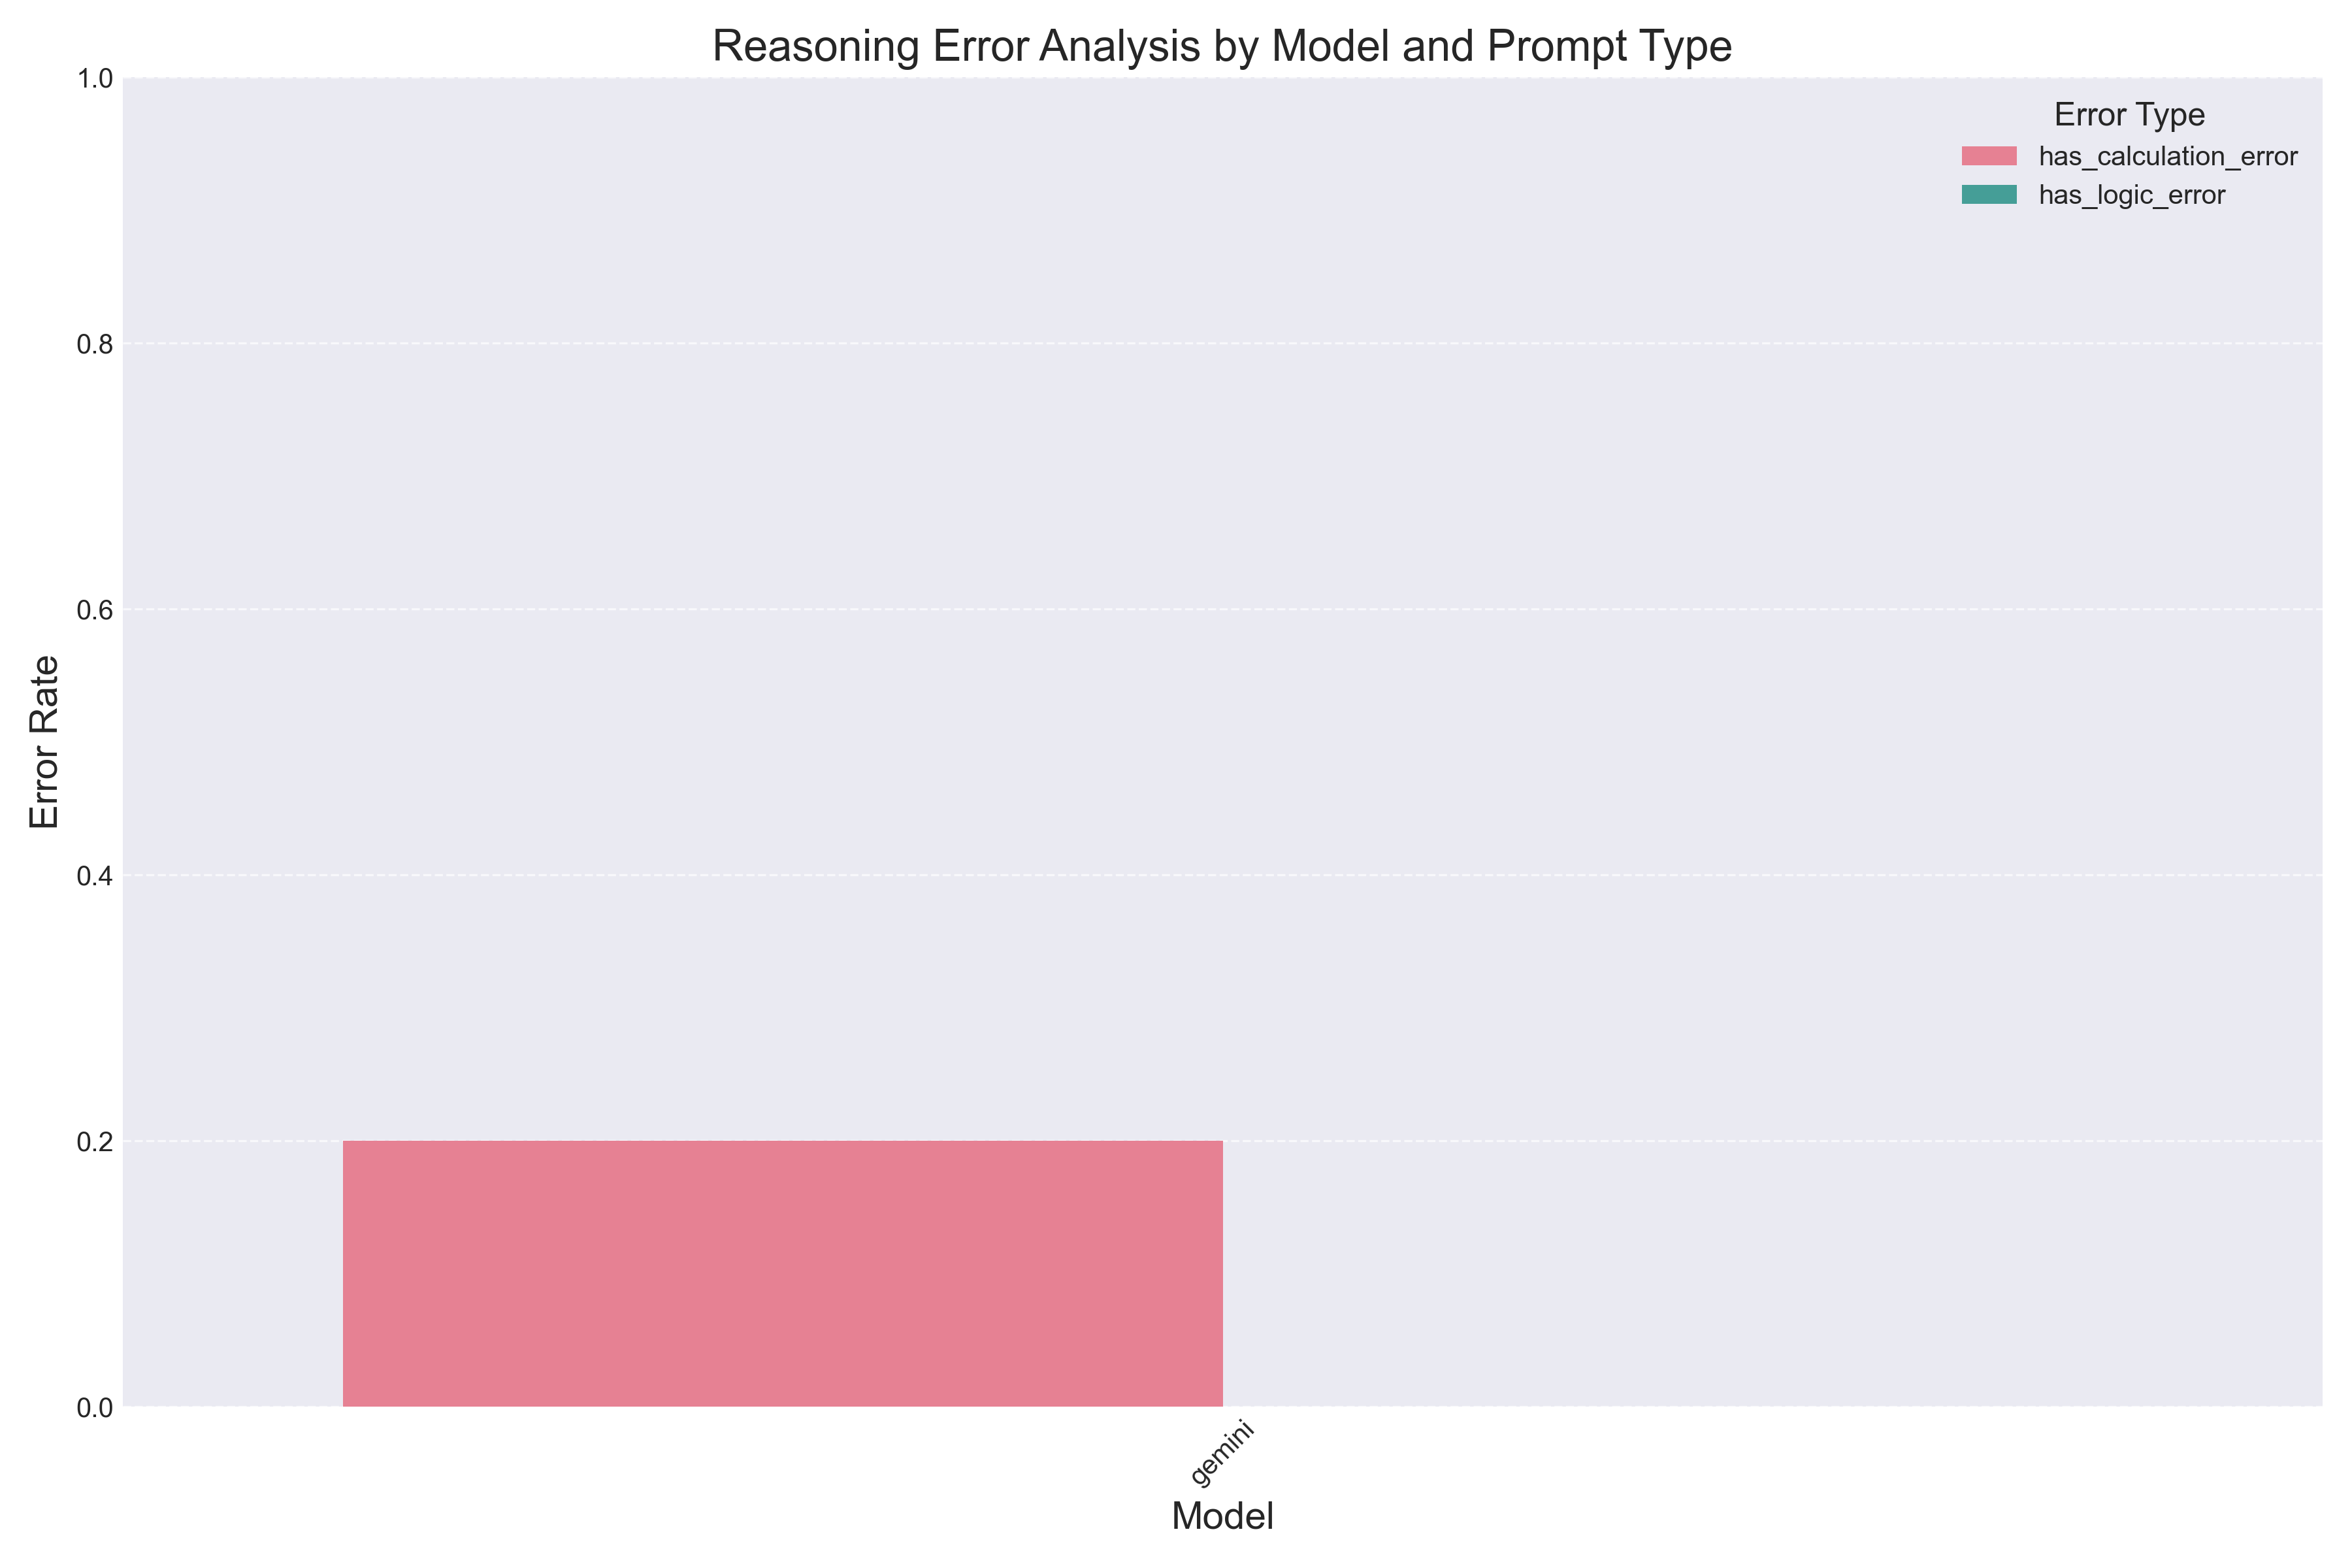 Reasoning Error Analysis by Model and Prompt Type
Error Type
has_calculation_error
has_logic_error
Error Rate
1.0
0.8
0.6
0.4
0.2
0.0
gemini
Model